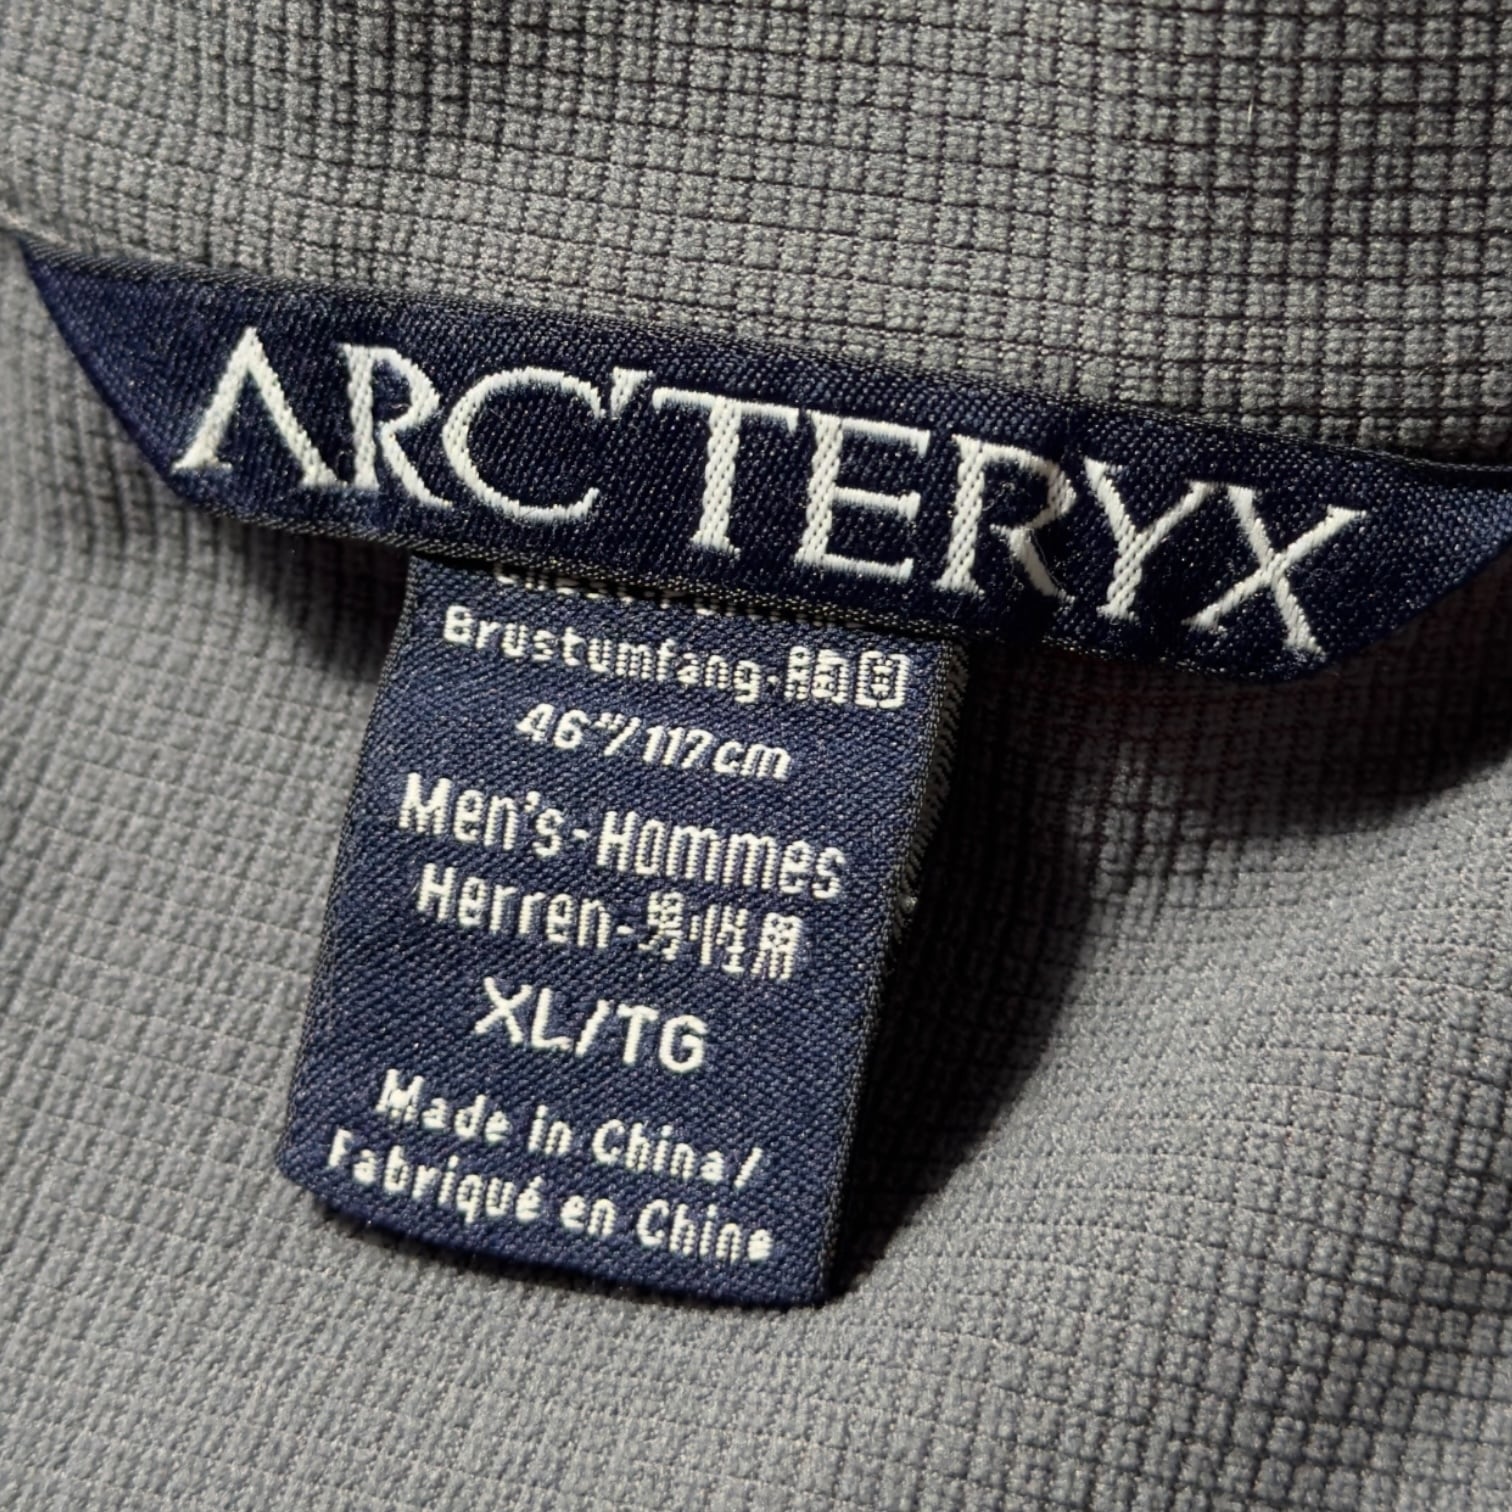 ARC'TERYX
Brustumfang-胸囲
46"/117cm
Men's-Hommes
Herren-男性用
XL/TG
Made in China/
Fabriqué en Chine